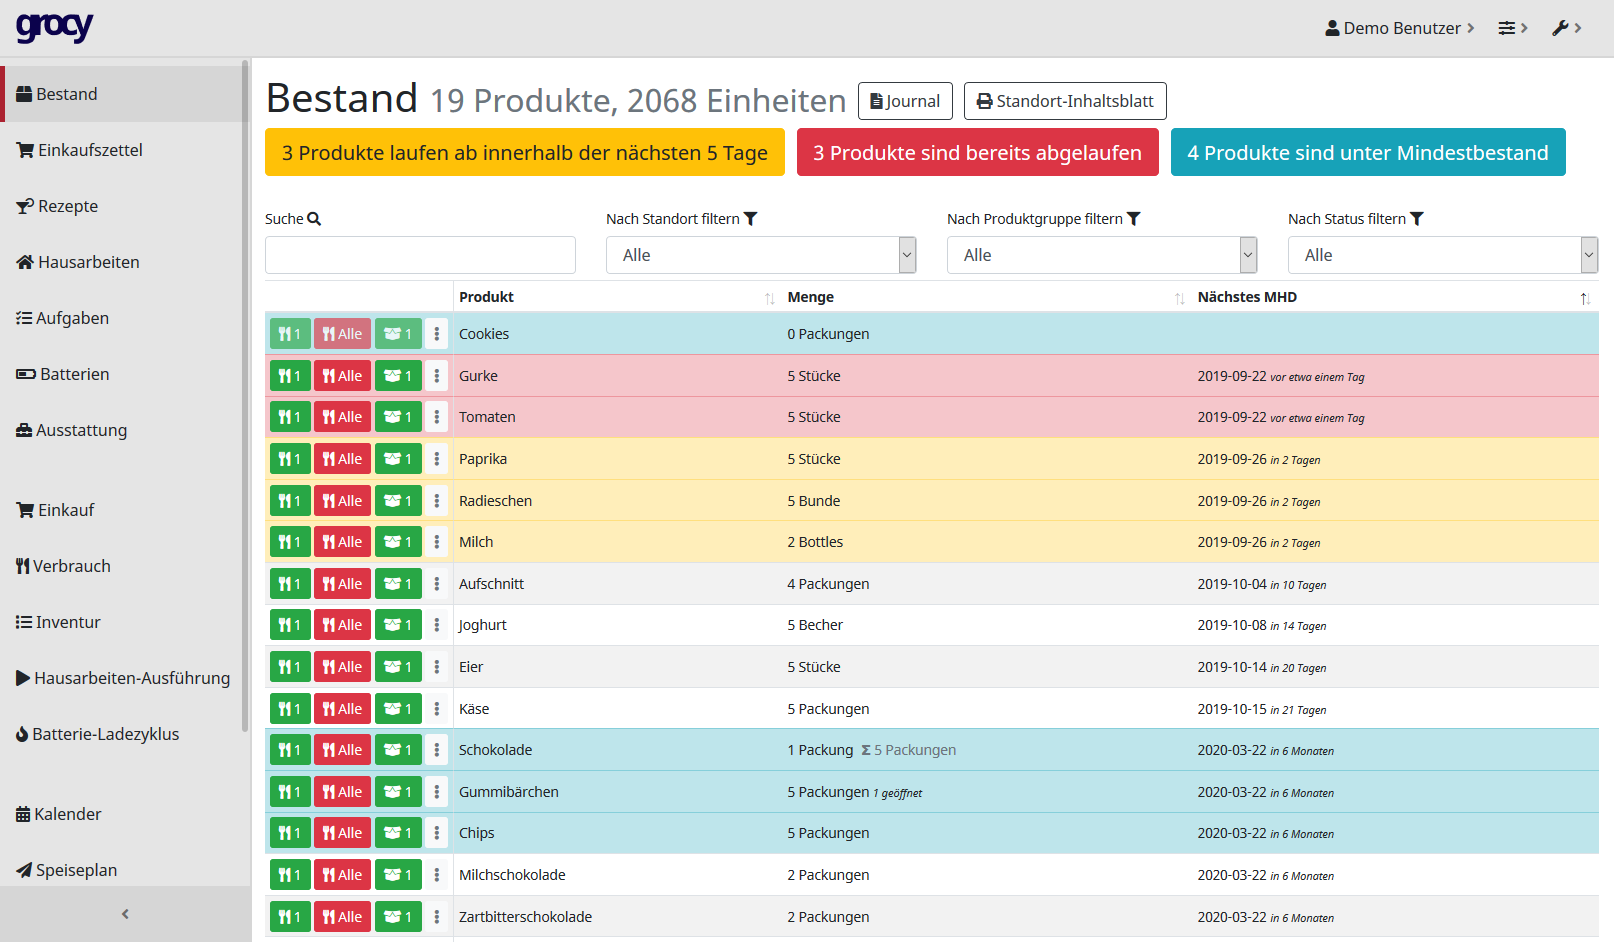 grocy
Demo Benutzer
Bestand
Einkaufszettel
Rezepte
Hausarbeiten
Aufgaben
Batterien
Ausstattung
Einkauf
Verbrauch
Inventur
Hausarbeiten-Ausführung
Batterie-Ladezyklus
Kalender
Speiseplan
Bestand 19 Produkte, 2068 Einheiten Journal Standort-Inhaltsblatt
3 Produkte laufen ab innerhalb der nächsten 5 Tage 3 Produkte sind bereits abgelaufen 4 Produkte sind unter Mindestbestand
Suche Nach Standort filtern Nach Produktgruppe filtern Nach Status filtern
Alle Alle Alle
Produkt Menge Nächstes MHD
1 Alle 1 Cookies 0 Packungen
1 Alle 1 Gurke 5 Stücke 2019-09-22 vor etwa einem Tag
1 Alle 1 Tomaten 5 Stücke 2019-09-22 vor etwa einem Tag
1 Alle 1 Paprika 5 Stücke 2019-09-26 in 2 Tagen
1 Alle 1 Radieschen 5 Bunde 2019-09-26 in 2 Tagen
1 Alle 1 Milch 2 Bottles 2019-09-26 in 2 Tagen
1 Alle 1 Aufschnitt 4 Packungen 2019-10-04 in 10 Tagen
1 Alle 1 Joghurt 5 Becher 2019-10-08 in 14 Tagen
1 Alle 1 Eier 5 Stücke 2019-10-14 in 20 Tagen
1 Alle 1 Käse 5 Packungen 2019-10-15 in 21 Tagen
1 Alle 1 Schokolade 1 Packung Σ 5 Packungen 2020-03-22 in 6 Monaten
1 Alle 1 Gummibärchen 5 Packungen 1 geöffnet 2020-03-22 in 6 Monaten
1 Alle 1 Chips 5 Packungen 2020-03-22 in 6 Monaten
1 Alle 1 Milchschokolade 2 Packungen 2020-03-22 in 6 Monaten
1 Alle 1 Zartbitterschokolade 2 Packungen 2020-03-22 in 6 Monaten